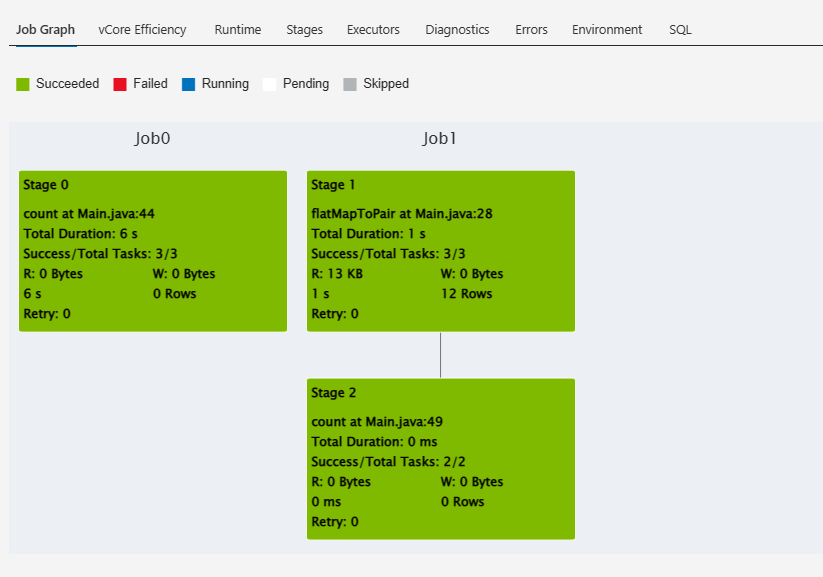 Job Graph vCore Efficiency Runtime Stages Executors Diagnostics Errors Environment SQL
Succeeded Failed Running Pending Skipped
Job0
Job1
Stage 0
count at Main.java:44
Total Duration: 6 s
Success/Total Tasks: 3/3
R: 0 Bytes W: 0 Bytes
6 s 0 Rows
Retry: 0
Stage 1
flatMapToPair at Main.java:28
Total Duration: 1 s
Success/Total Tasks: 3/3
R: 13 KB W: 0 Bytes
1 s 12 Rows
Retry: 0
Stage 2
count at Main.java:49
Total Duration: 0 ms
Success/Total Tasks: 2/2
R: 0 Bytes W: 0 Bytes
0 ms 0 Rows
Retry: 0